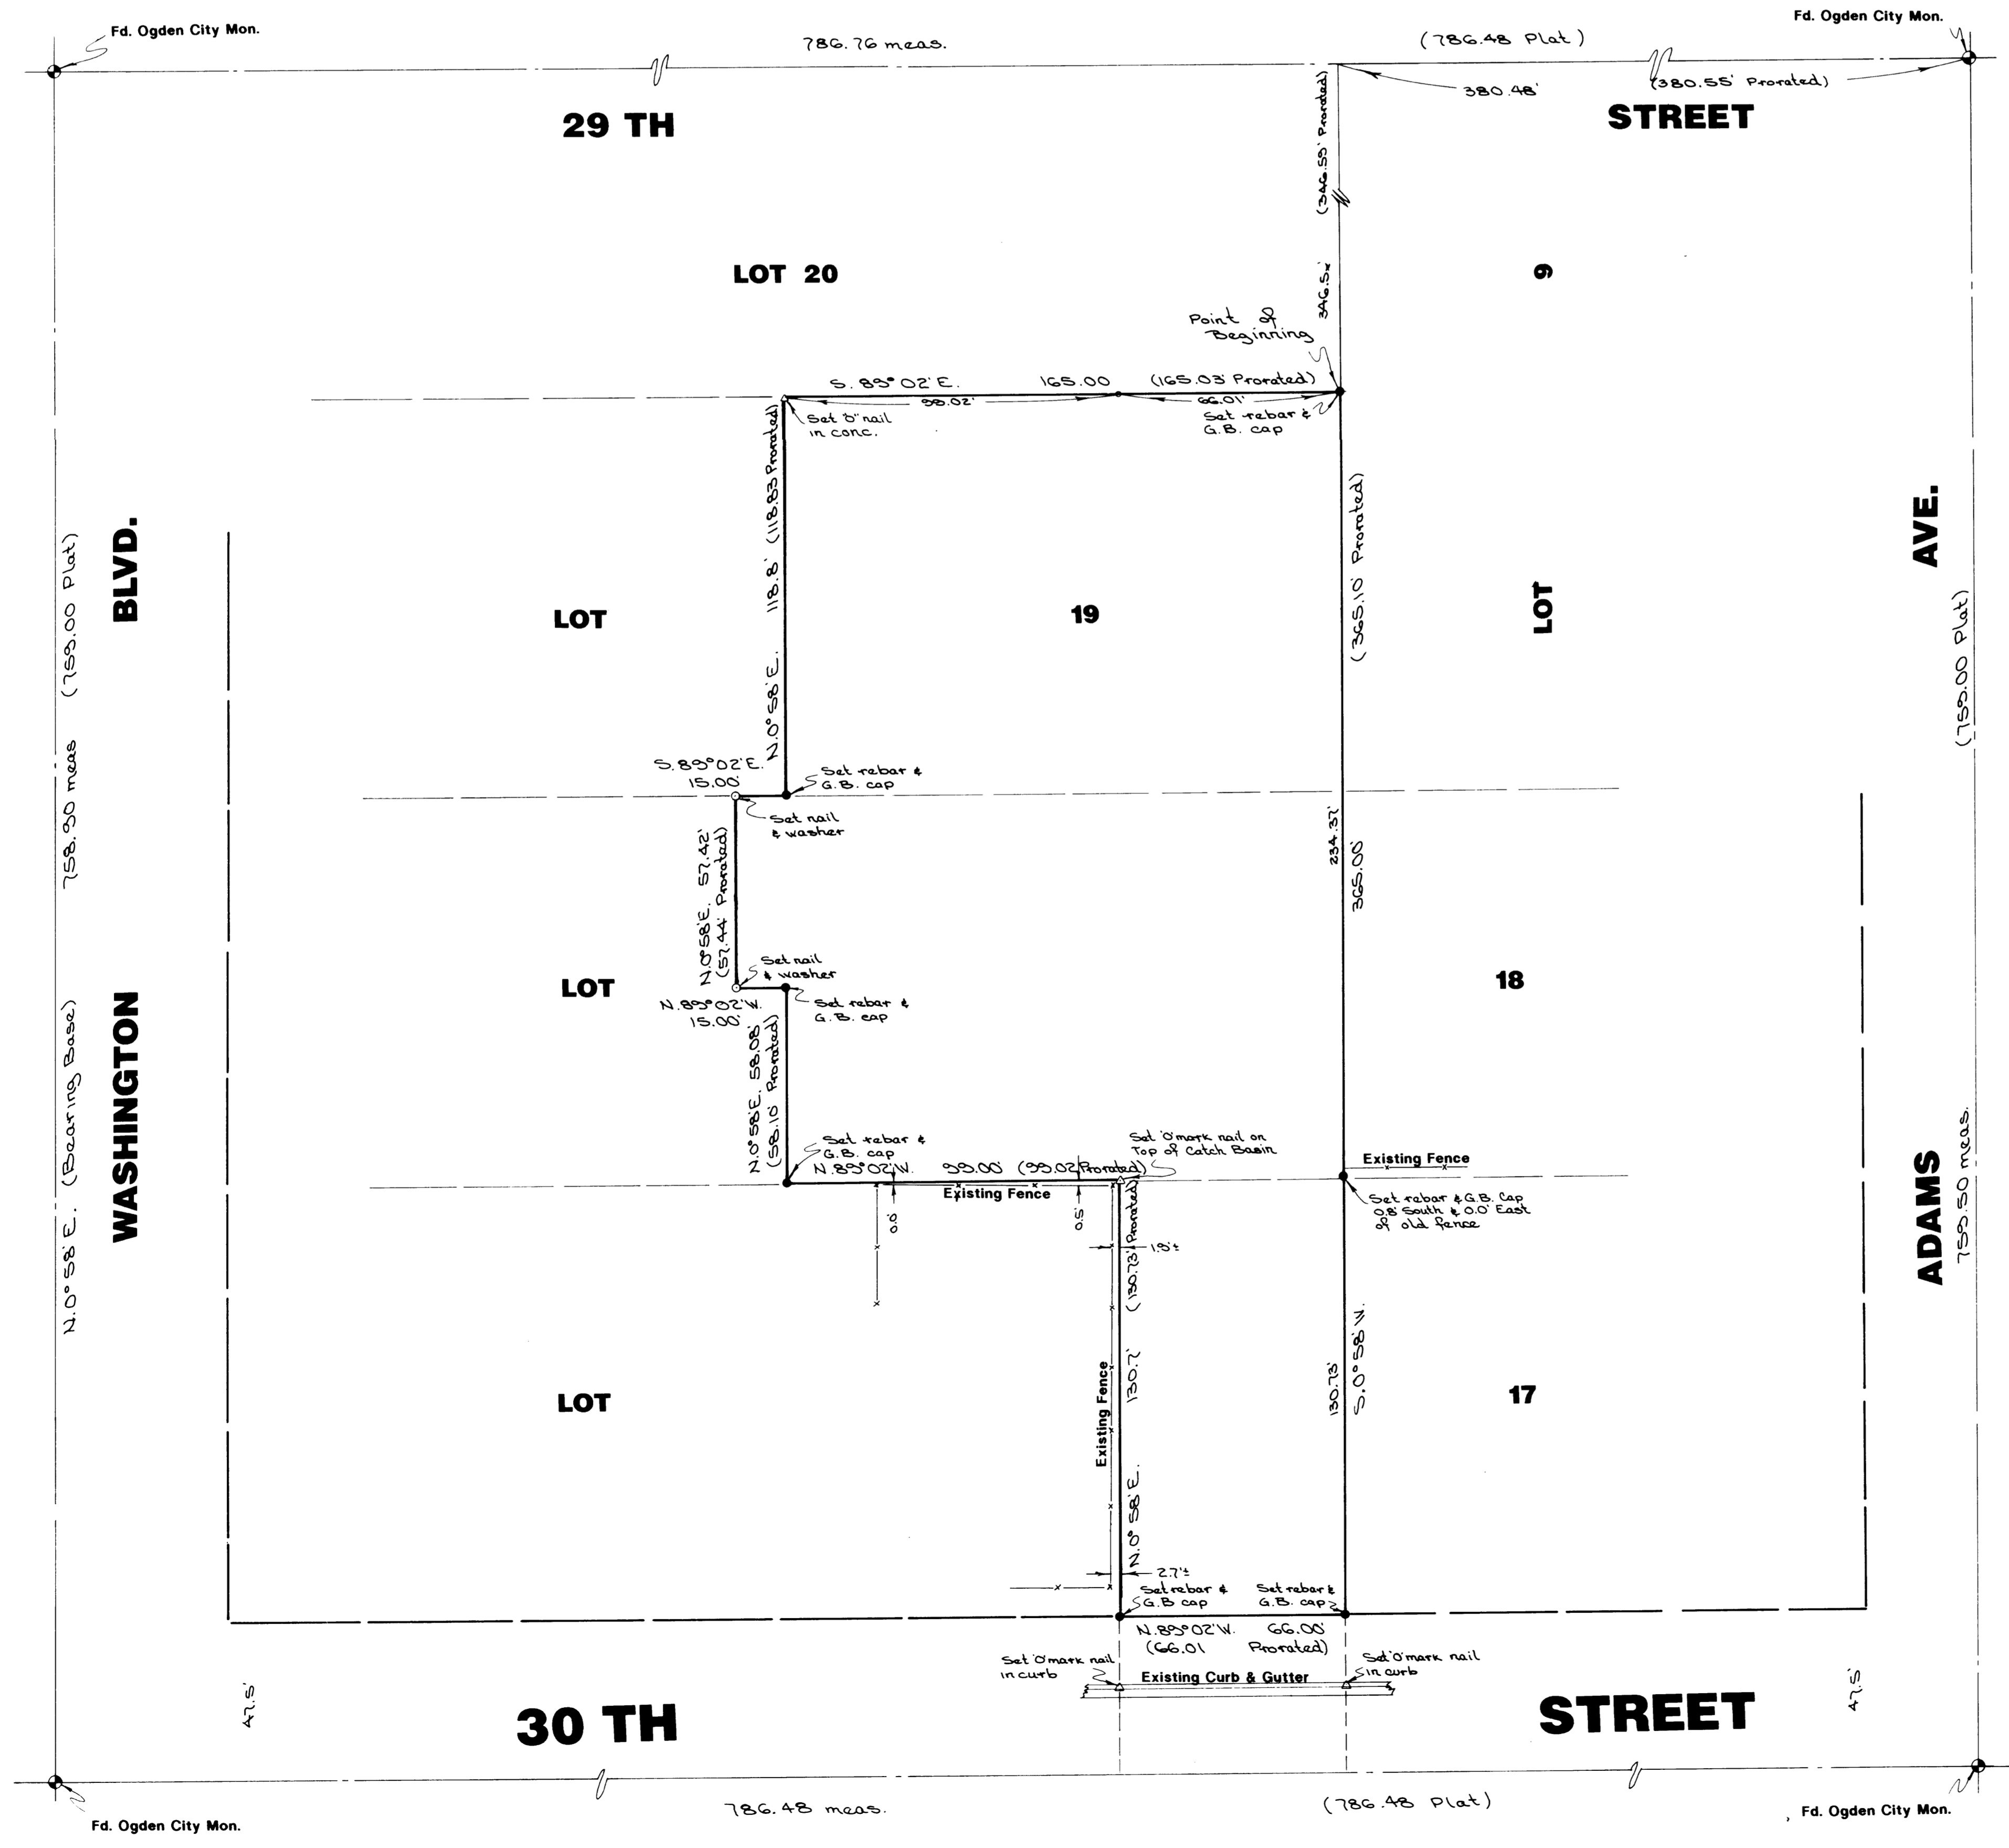 Fd. Ogden City Mon.
786.76 meas.
(786.48 Plat)
Fd. Ogden City Mon.
380.48'
(380.55' Prorated)
29 TH
STREET
(346.59' Prorated)
LOT 20
9
Point of
Beginning
S. 89° 02' E. 165.00 (165.03' Prorated)
66.01'
Set rebar &
G.B. cap
Set "O" nail
in conc.
N.0° 58' E. 118.8' (118.83 Prorated)
(365.10' Prorated)
BLVD.
AVE.
758.90 meas (759.00 Plat)
(759.00 Plat)
LOT
19
LOT
S.89°02'E.
15.00'
Set rebar &
G.B. cap
Set nail
& washer
N.0°58'E. 57.42'
(57.44' Prorated)
234.37'
365.00'
Set nail
& washer
LOT
18
N.89°02'W.
15.00'
Set rebar &
G.B. cap
N.0°58'E. 58.08'
(58.10' Prorated)
WASHINGTON
N.0°58'E. (Bearing Base)
Set rebar &
G.B. cap
N.89°02'W. 99.00' (99.02 Prorated)
Set 'O' mark nail on
Top of Catch Basin
Existing Fence
Existing Fence
0.0'
0.5'
1.9'±
Set rebar & G.B. Cap
0.8' South & 0.0' East
of old fence
ADAMS
759.50 meas.
(130.73' Prorated)
130.7'
N.0° 58' E.
Existing Fence
S.0°58'W.
130.73'
LOT
17
2.7'±
Set rebar &
G.B cap
Set rebar &
G.B. cap
N.89°02'W. 66.00'
(66.01 Prorated)
Set 'O' mark nail
in curb
Existing Curb & Gutter
Set 'O' mark nail
in curb
47.5'
47.5'
30 TH
STREET
786.48 meas.
(786.48 Plat)
Fd. Ogden City Mon.
Fd. Ogden City Mon.